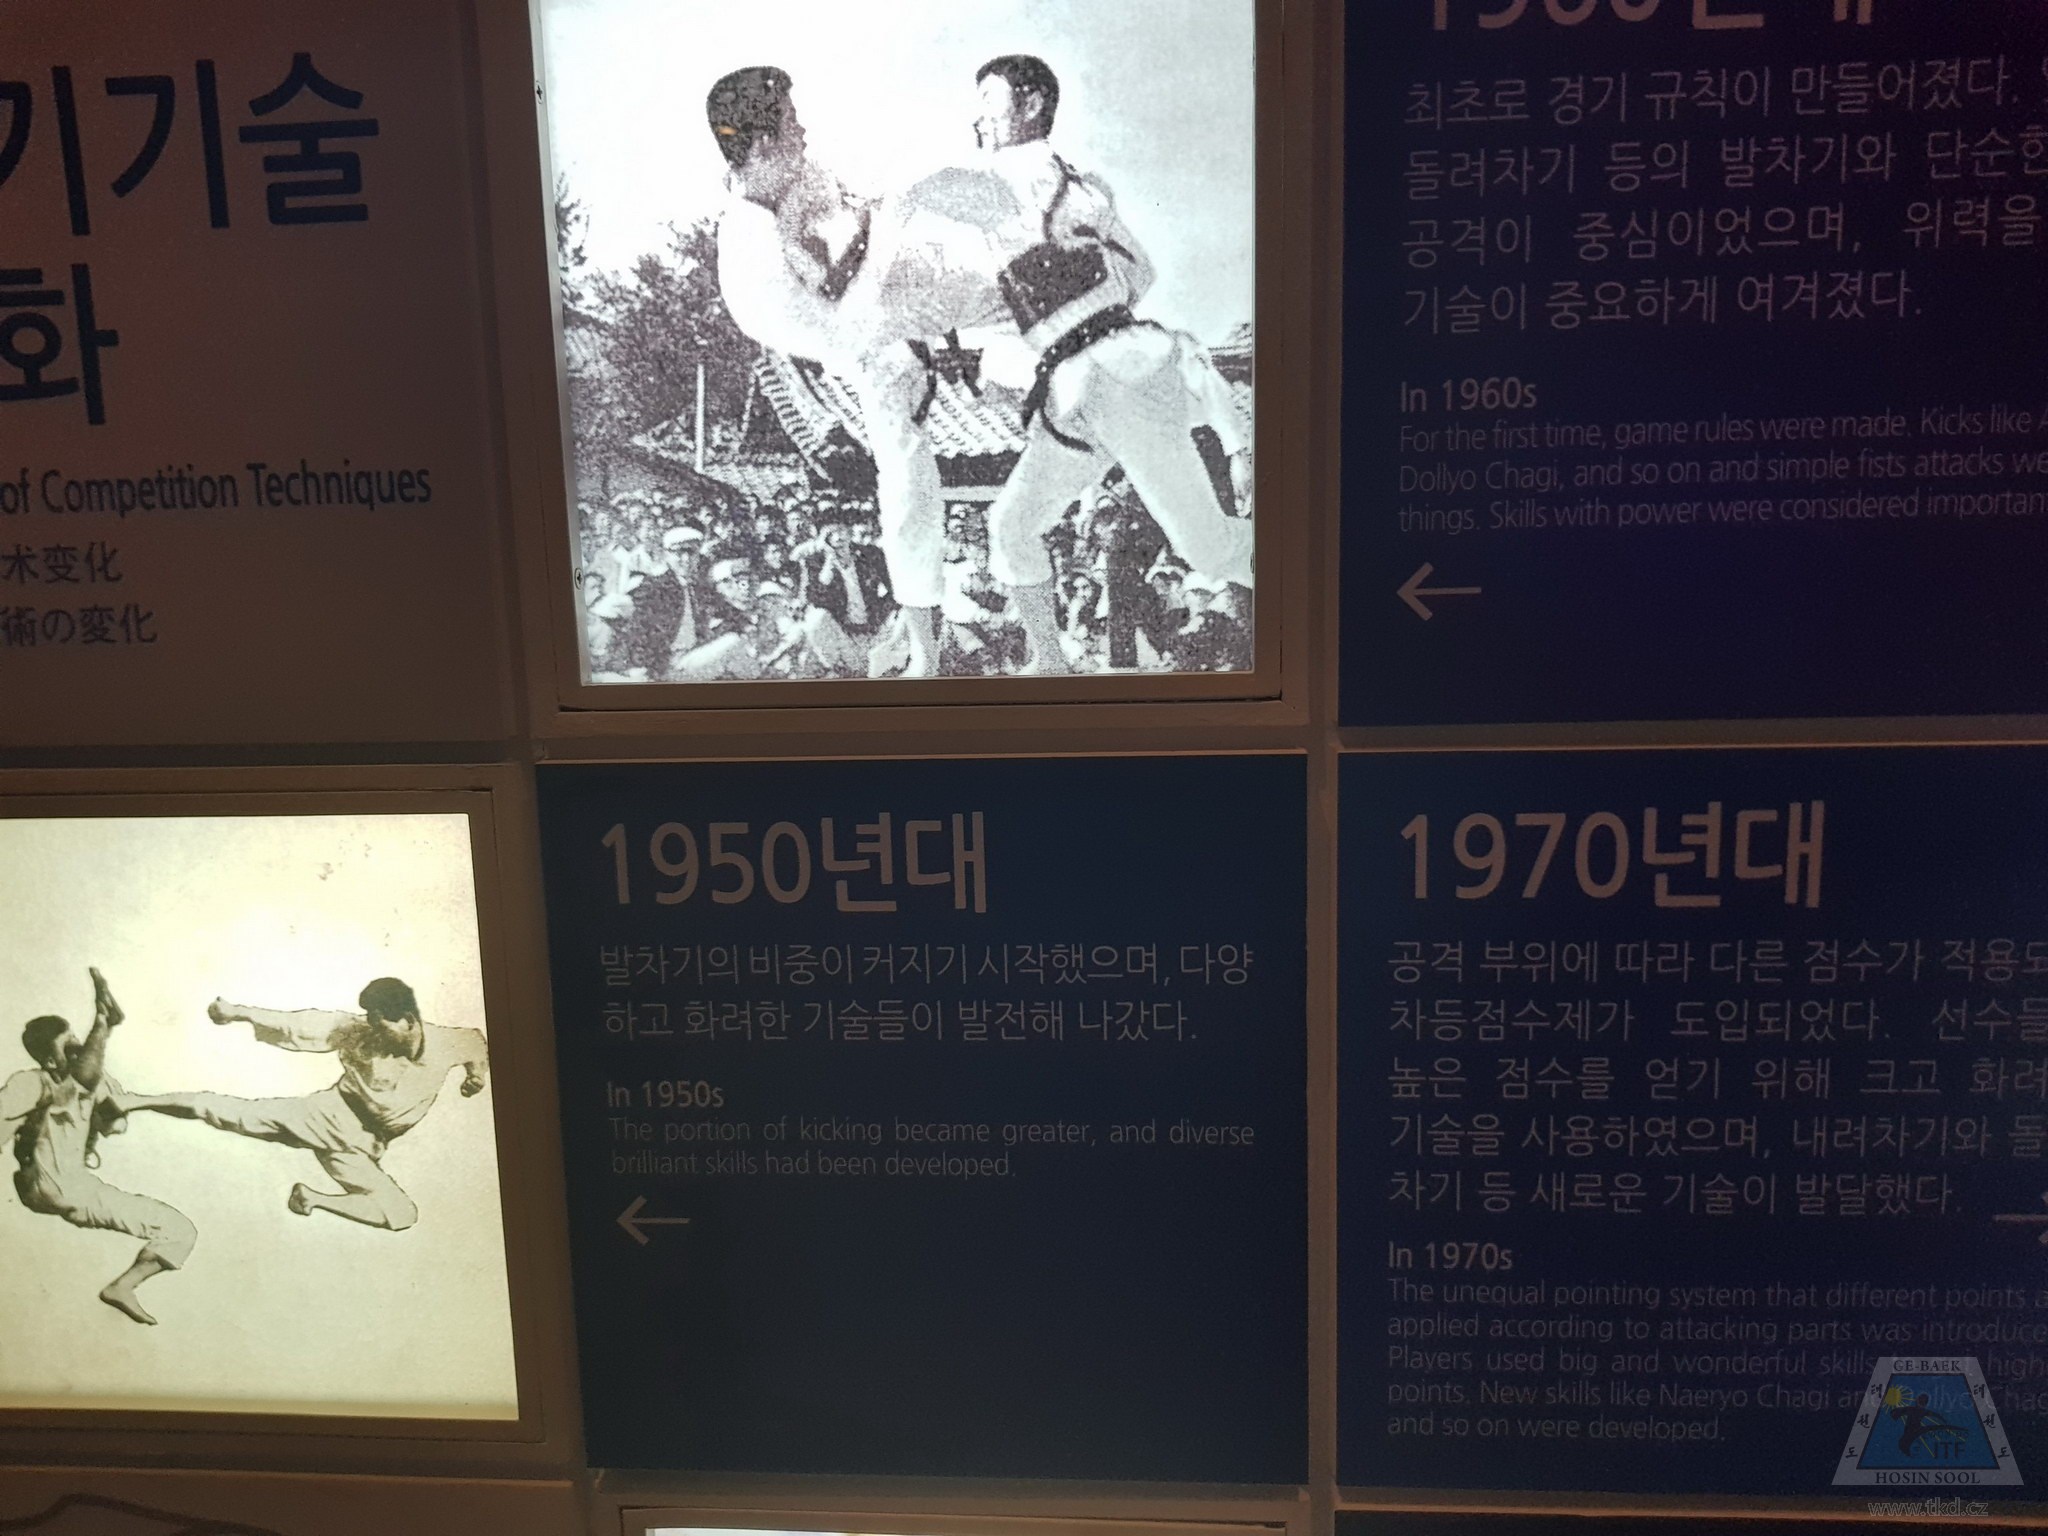 기기술
화
of Competition Techniques
术变化
術の変化
최초로 경기 규칙이 만들어졌다.
돌려차기 등의 발차기와 단순한
공격이 중심이었으며, 위력을
기술이 중요하게 여겨졌다.
In 1960s
For the first time, game rules were made. Kicks like
Dollyo Chagi, and so on and simple fists attacks
things. Skills with power were considered important
←
1950년대
발차기의 비중이 커지기 시작했으며, 다양
하고 화려한 기술들이 발전해 나갔다.
In 1950s
The portion of kicking became greater, and diverse
brilliant skills had been developed.
←
1970년대
공격 부위에 따라 다른 점수가 적용되
차등점수제가 도입되었다. 선수들
높은 점수를 얻기 위해 크고 화려
기술을 사용하였으며, 내려차기와 돌
차기 등 새로운 기술이 발달했다.
In 1970s
The unequal pointing system that different points
applied according to attacking parts was introduce
Players used big and wonderful skills high
points. New skills like Naeryo Chagi and Dollyo Chag
and so on were developed.
GE-BAEK
ITF
HOSIN SOOL
www.tkd.cz